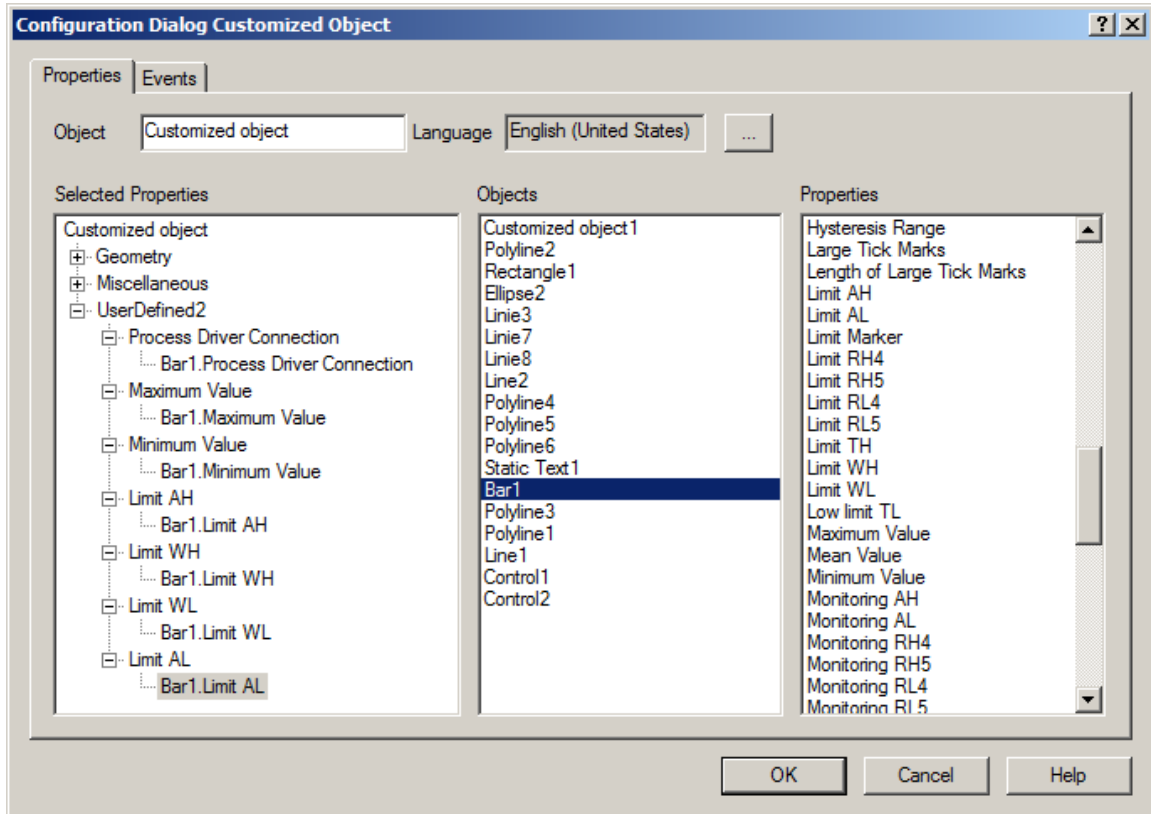 Configuration Dialog Customized Object
Properties
Events
Object
Customized object
Language
English (United States)
...
Selected Properties
Customized object
Geometry
Miscellaneous
UserDefined2
Process Driver Connection
Bar1.Process Driver Connection
Maximum Value
Bar1.Maximum Value
Minimum Value
Bar1.Minimum Value
Limit AH
Bar1.Limit AH
Limit WH
Bar1.Limit WH
Limit WL
Bar1.Limit WL
Limit AL
Bar1.Limit AL
Objects
Customized object1
Polyline2
Rectangle1
Ellipse2
Linie3
Linie7
Linie8
Line2
Polyline4
Polyline5
Polyline6
Static Text1
Bar1
Polyline3
Polyline1
Line1
Control1
Control2
Properties
Hysteresis Range
Large Tick Marks
Length of Large Tick Marks
Limit AH
Limit AL
Limit Marker
Limit RH4
Limit RH5
Limit RL4
Limit RL5
Limit TH
Limit WH
Limit WL
Low limit TL
Maximum Value
Mean Value
Minimum Value
Monitoring AH
Monitoring AL
Monitoring RH4
Monitoring RH5
Monitoring RL4
Monitoring RL5
OK
Cancel
Help